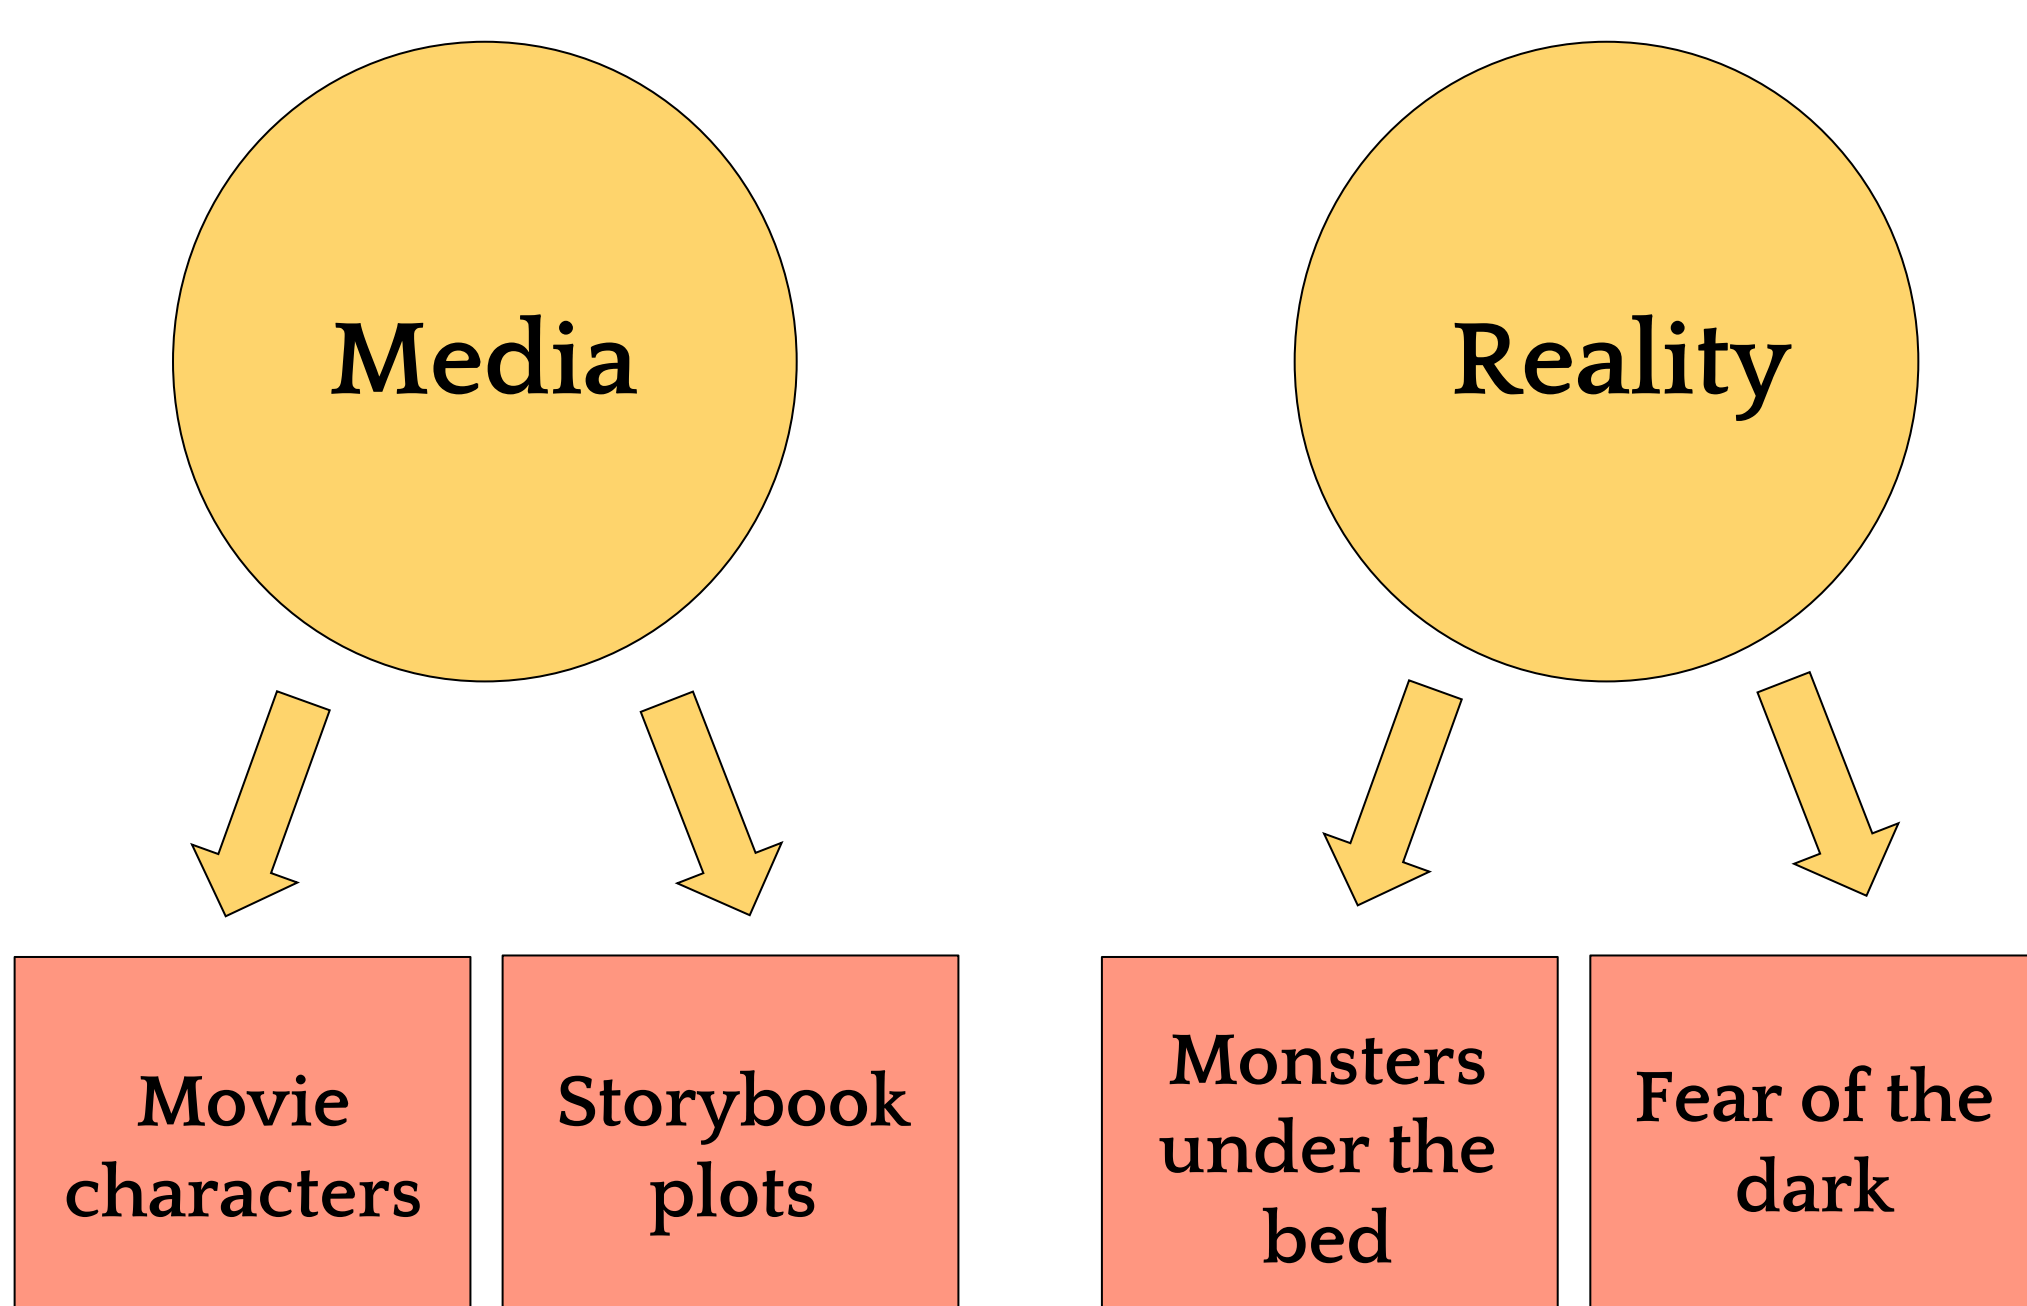 Media
Reality
Movie
characters
Storybook
plots
Monsters
under the
bed
Fear of the
dark